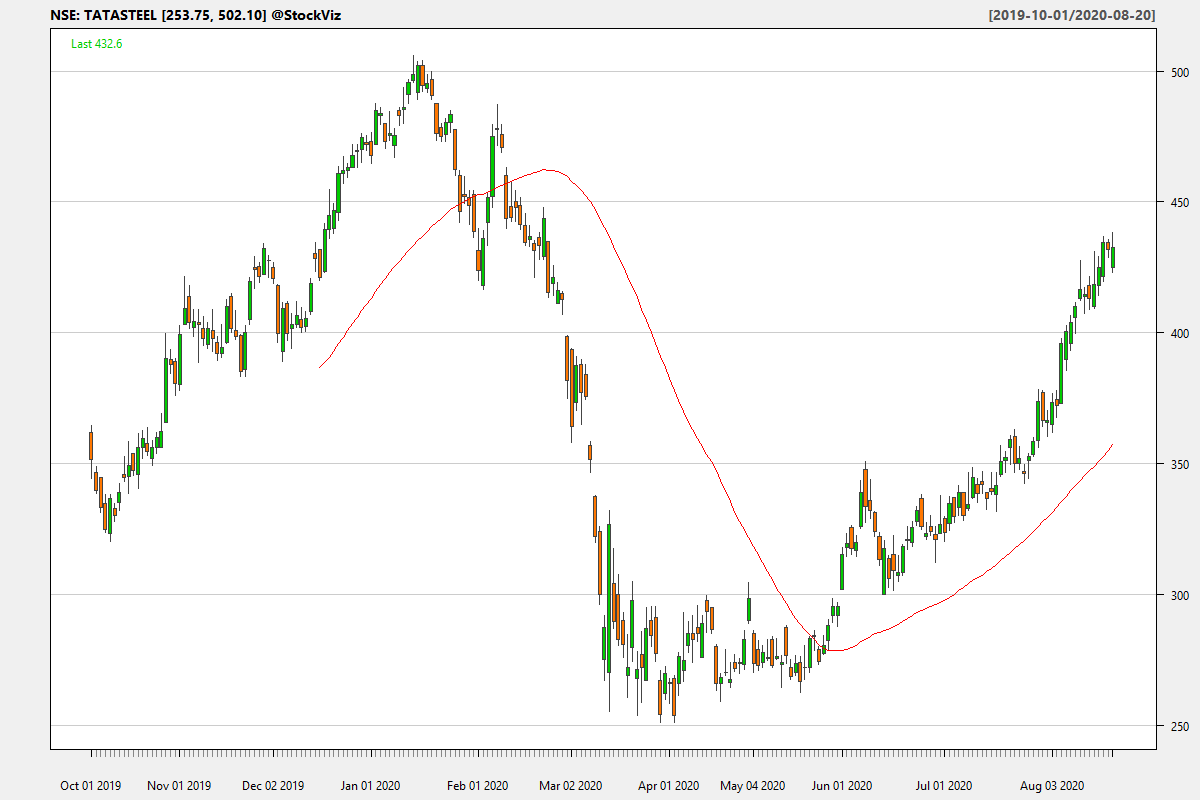 NSE: TATASTEEL [253.75, 502.10] @StockViz [2019-10-01/2020-08-20]
Last 432.6
500
450
400
350
300
250
Oct 01 2019 Nov 01 2019 Dec 02 2019 Jan 01 2020 Feb 01 2020 Mar 02 2020 Apr 01 2020 May 04 2020 Jun 01 2020 Jul 01 2020 Aug 03 2020